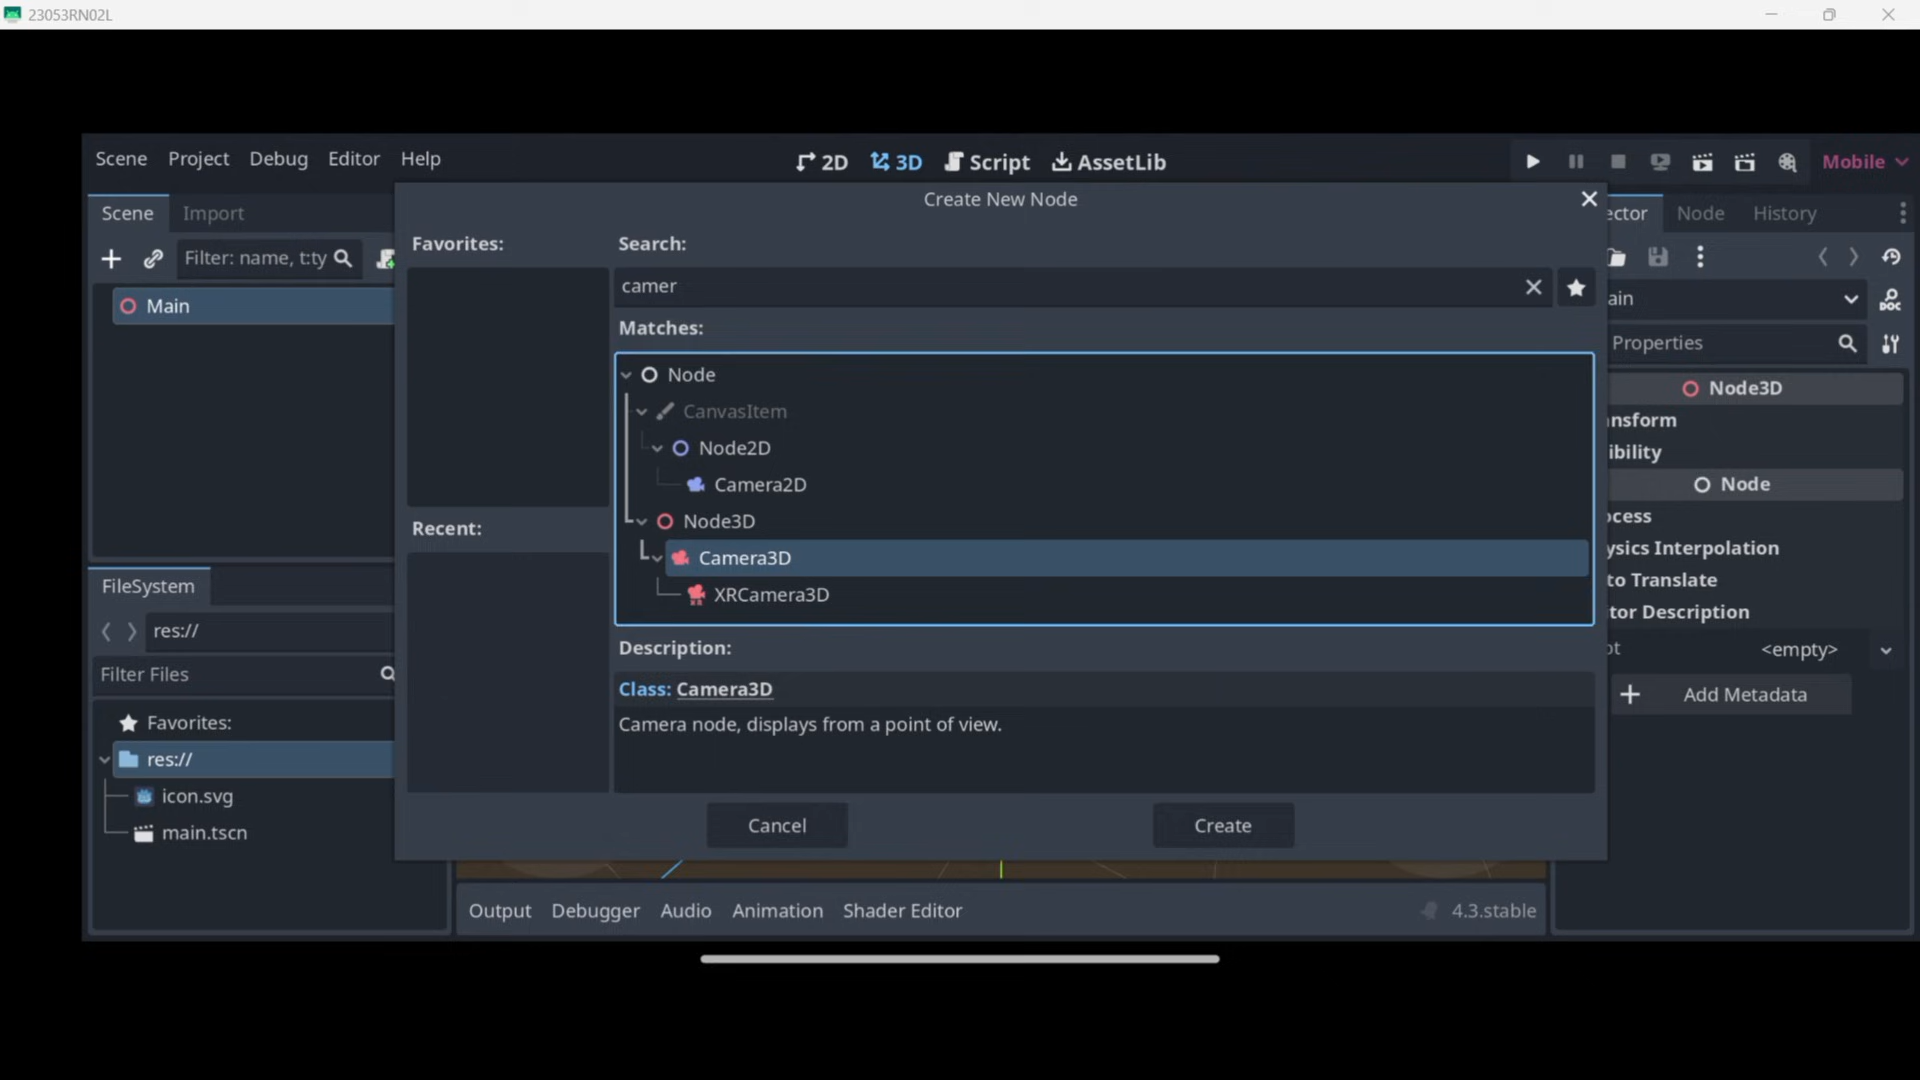 23053RN02L
Scene Project Debug Editor Help
2D 3D Script AssetLib
Mobile
Scene Import
Filter: name, t:ty
Main
FileSystem
res://
Filter Files
Favorites:
res://
icon.svg
main.tscn
Create New Node
Favorites:
Recent:
Search:
camer
Matches:
Node
CanvasItem
Node2D
Camera2D
Node3D
Camera3D
XRCamera3D
Description:
Class: Camera3D
Camera node, displays from a point of view.
Cancel
Create
Output Debugger Audio Animation Shader Editor
4.3.stable
ector Node History
ain
DOC
Properties
Node3D
ansform
ibility
Node
ocess
ysics Interpolation
to Translate
tor Description
pt <empty>
Add Metadata